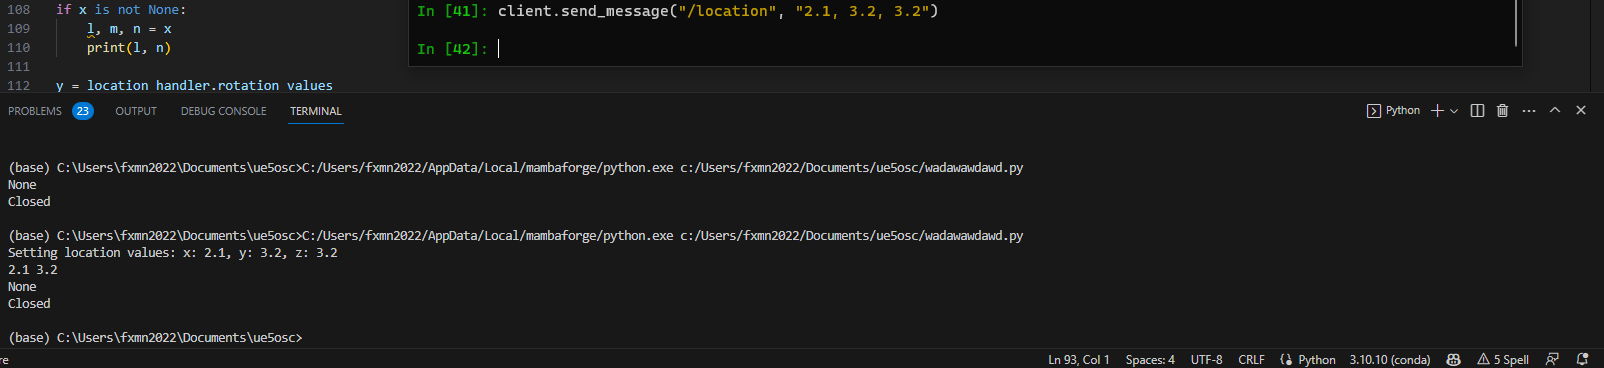 108 if x is not None:
109 l, m, n = x
110 print(l, n)
111
112 y = location_handler.rotation_values
In [41]: client.send_message("/location", "2.1, 3.2, 3.2")
In [42]:
PROBLEMS 23 OUTPUT DEBUG CONSOLE TERMINAL Python
(base) C:\Users\fxmn2022\Documents\ue5osc>C:/Users/fxmn2022/AppData/Local/mambaforge/python.exe c:/Users/fxmn2022/Documents/ue5osc/wadawawdawd.py
None
Closed
(base) C:\Users\fxmn2022\Documents\ue5osc>C:/Users/fxmn2022/AppData/Local/mambaforge/python.exe c:/Users/fxmn2022/Documents/ue5osc/wadawawdawd.py
Setting location values: x: 2.1, y: 3.2, z: 3.2
2.1 3.2
None
Closed
(base) C:\Users\fxmn2022\Documents\ue5osc>
re Ln 93, Col 1 Spaces: 4 UTF-8 CRLF Python 3.10.10 (conda) 5 Spell